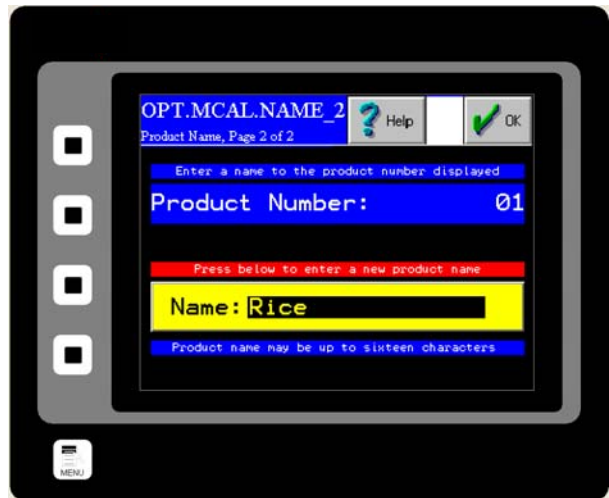 OPT.MCAL.NAME_2
Product Name, Page 2 of 2
Help
OK
Enter a name to the product number displayed
Product Number: 01
Press below to enter a new product name
Name: Rice
Product name may be up to sixteen characters
MENU